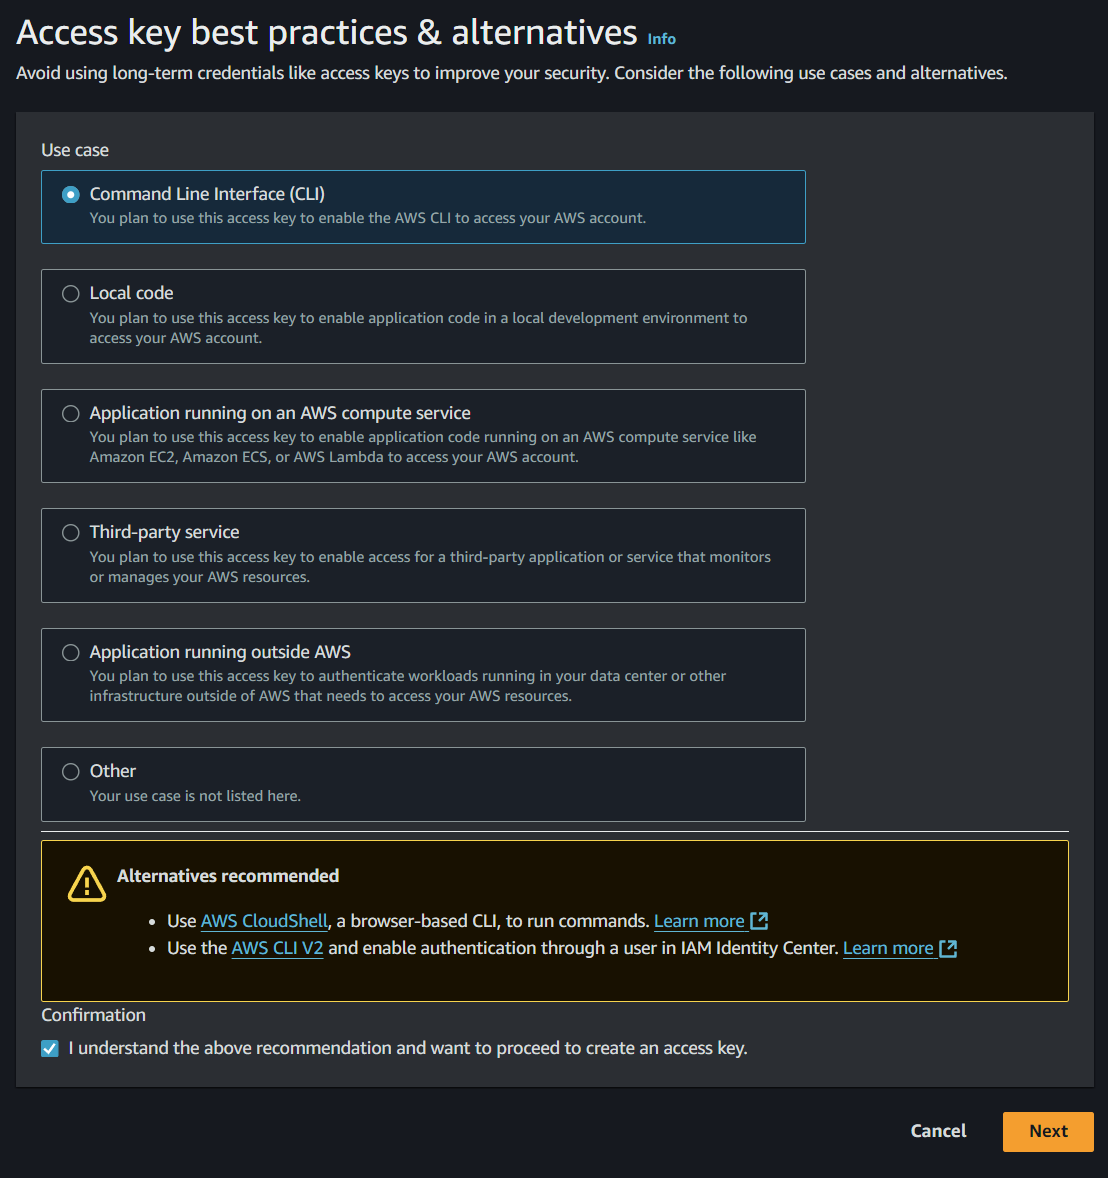 Access key best practices & alternatives Info
Avoid using long-term credentials like access keys to improve your security. Consider the following use cases and alternatives.
Use case
Command Line Interface (CLI)
You plan to use this access key to enable the AWS CLI to access your AWS account.
Local code
You plan to use this access key to enable application code in a local development environment to
access your AWS account.
Application running on an AWS compute service
You plan to use this access key to enable application code running on an AWS compute service like
Amazon EC2, Amazon ECS, or AWS Lambda to access your AWS account.
Third-party service
You plan to use this access key to enable access for a third-party application or service that monitors
or manages your AWS resources.
Application running outside AWS
You plan to use this access key to authenticate workloads running in your data center or other
infrastructure outside of AWS that needs to access your AWS resources.
Other
Your use case is not listed here.
Alternatives recommended
• Use AWS CloudShell, a browser-based CLI, to run commands. Learn more
• Use the AWS CLI V2 and enable authentication through a user in IAM Identity Center. Learn more
Confirmation
I understand the above recommendation and want to proceed to create an access key.
Cancel Next